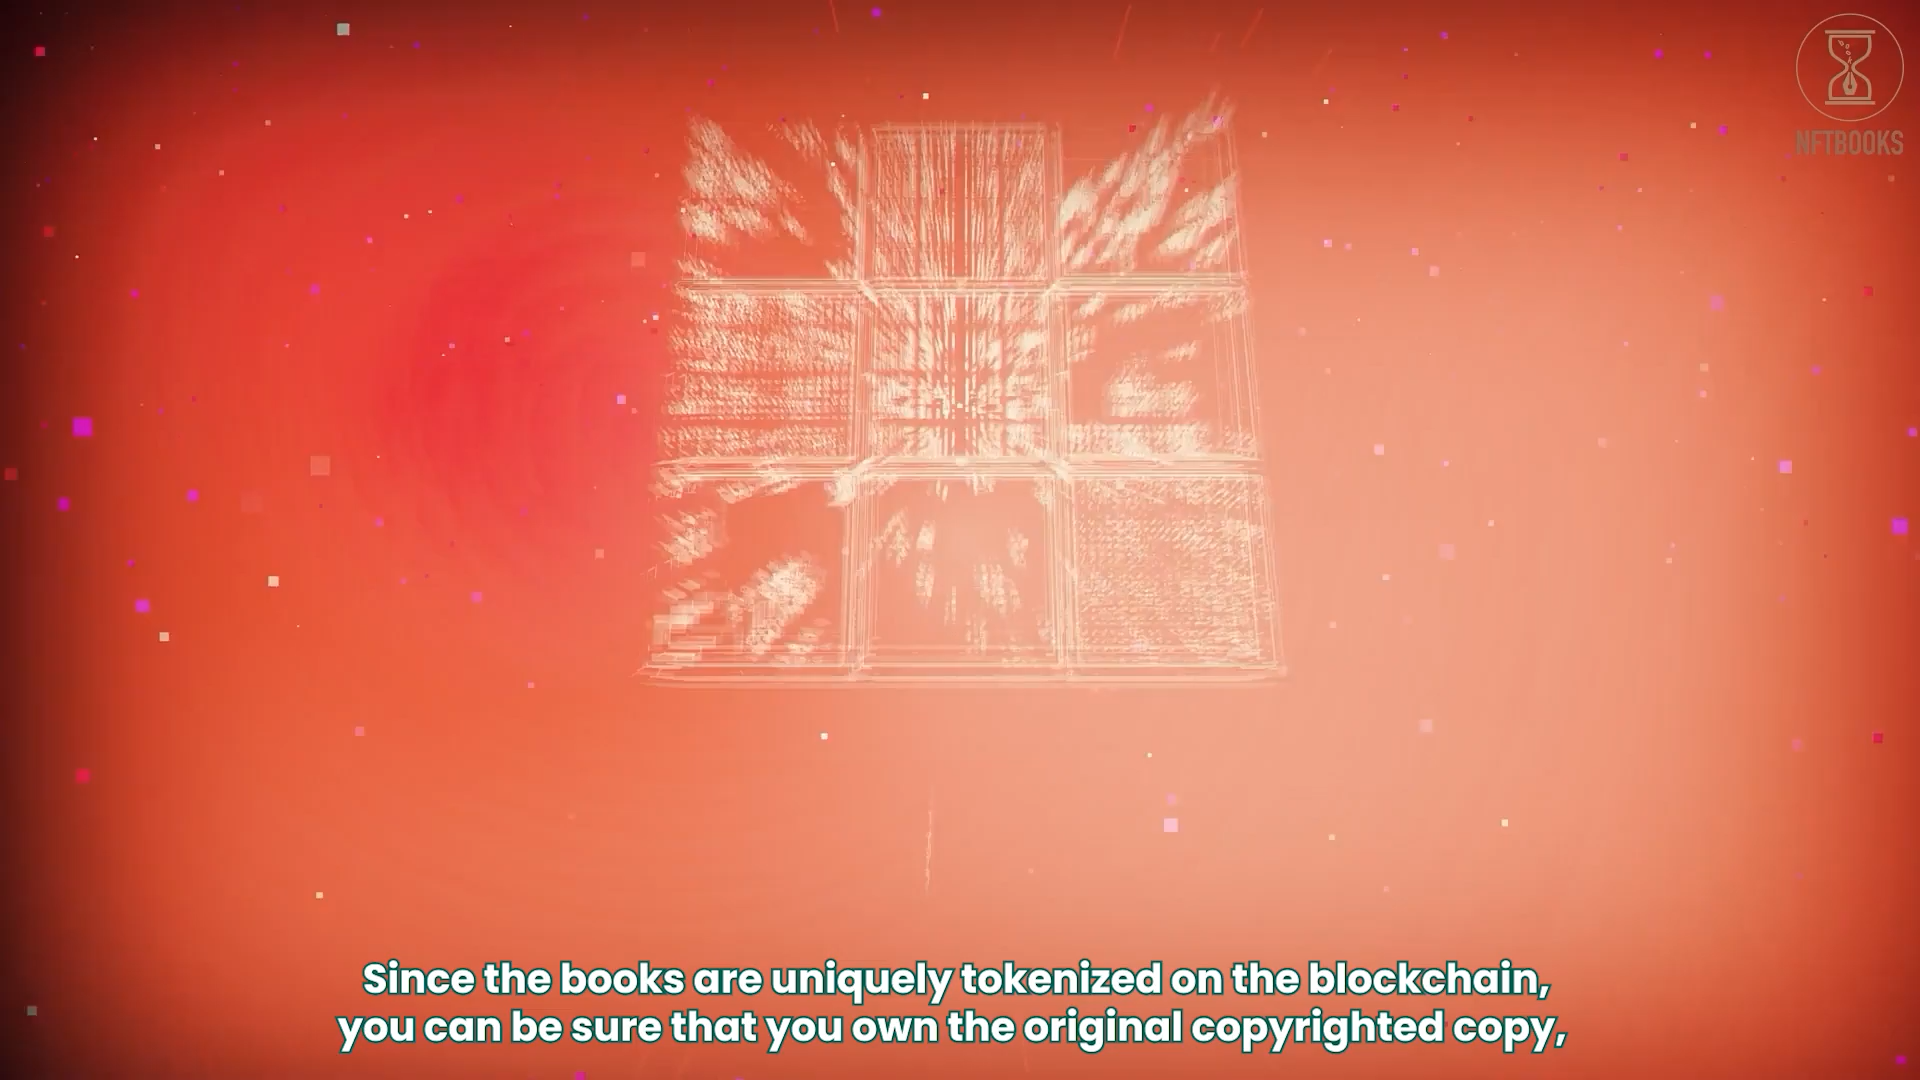 NFTBOOKS
Since the books are uniquely tokenized on the blockchain,
you can be sure that you own the original copyrighted copy,